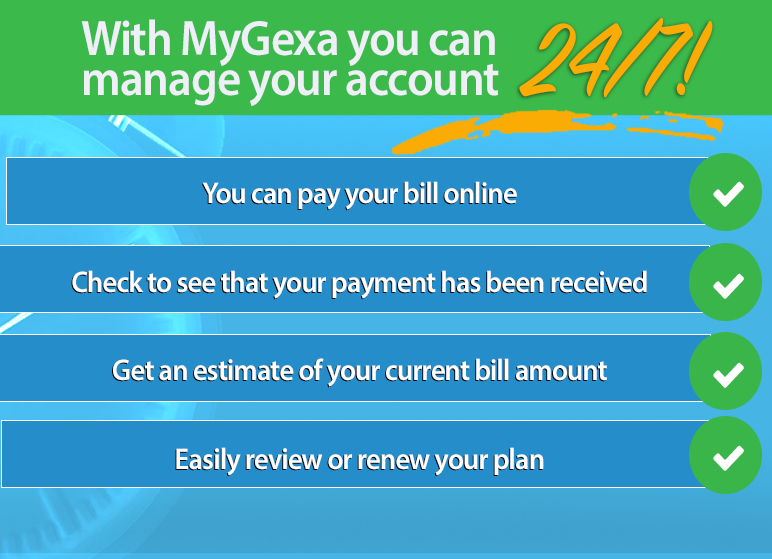 With MyGexa you can
manage your account
24/7!
You can pay your bill online
Check to see that your payment has been received
Get an estimate of your current bill amount
Easily review or renew your plan